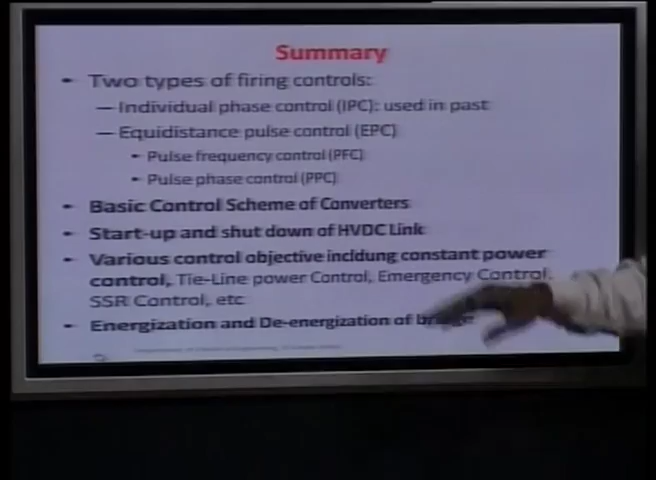 Summary
• Two types of firing controls:
– Individual phase control (IPC): used in past
– Equidistance pulse control (EPC)
• Pulse frequency control (PFC)
• Pulse phase control (PPC)
• Basic Control Scheme of Converters
• Start-up and shut down of HVDC Link
• Various control objective incldung constant power
control, Tie-Line power Control, Emergency Control,
SSR Control, etc
• Energization and De-energization of